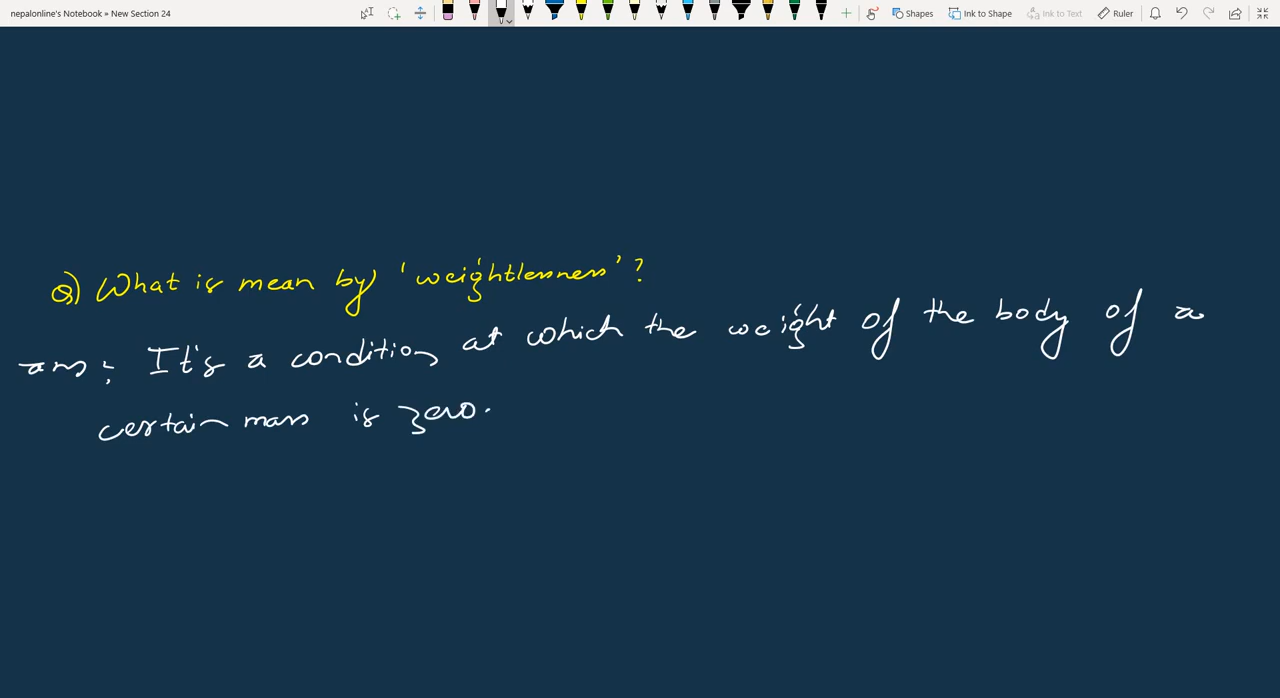 nepalonline's Notebook » New Section 24
Shapes Ink to Shape Ink to Text Ruler
Q) What is mean by 'weightlessness'?
ans: It's a condition at which the weight of the body of a
certain mass is zero.